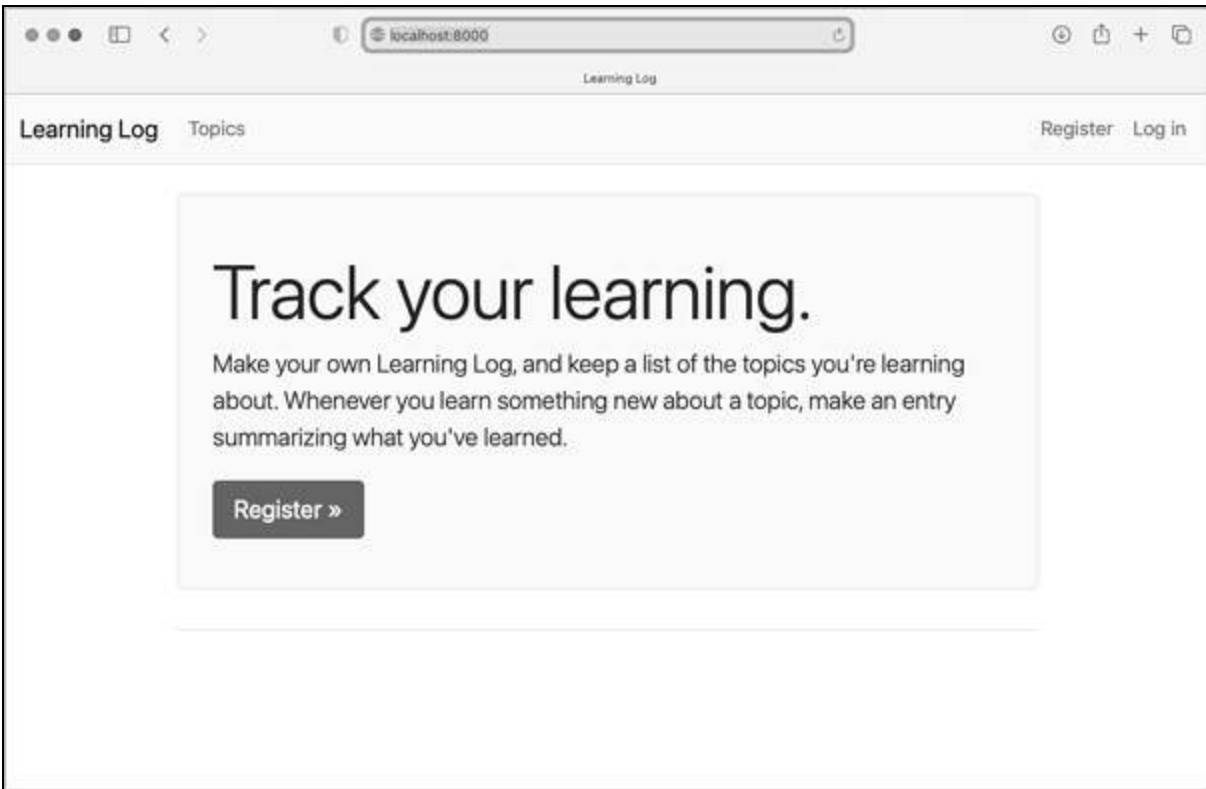 localhost:8000
Learning Log
Learning Log Topics Register Log in
Track your learning.
Make your own Learning Log, and keep a list of the topics you're learning
about. Whenever you learn something new about a topic, make an entry
summarizing what you've learned.
Register »